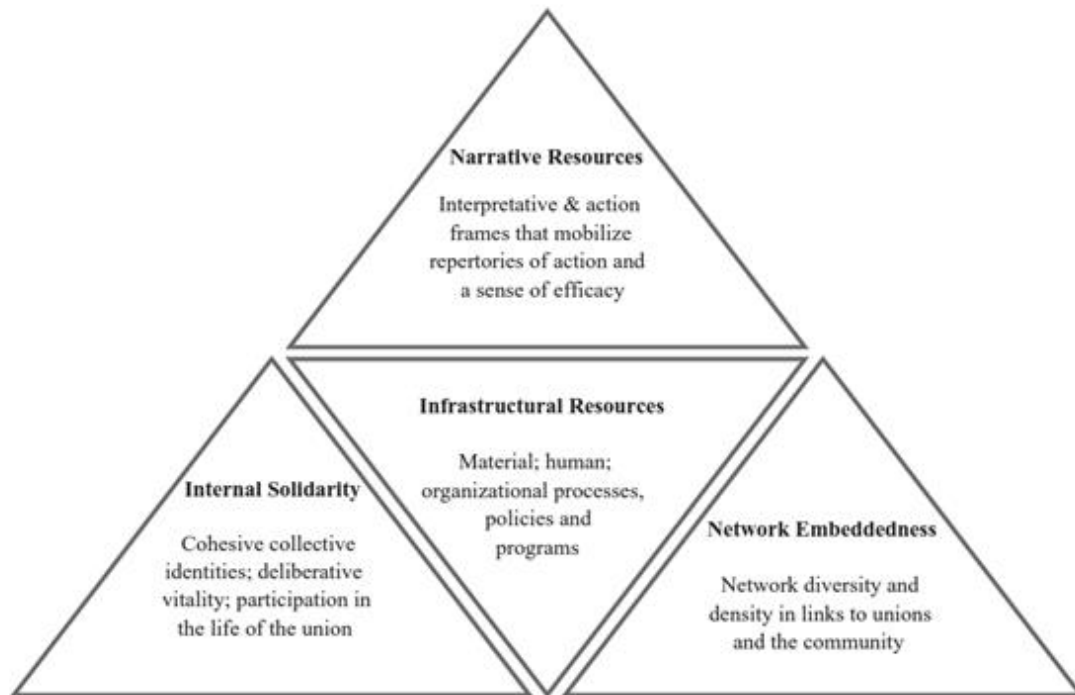 Narrative Resources
Interpretative & action
frames that mobilize
repertories of action and
a sense of efficacy
Infrastructural Resources
Material; human;
organizational processes,
policies and
programs
Internal Solidarity
Cohesive collective
identities; deliberative
vitality; participation in
the life of the union
Network Embeddedness
Network diversity and
density in links to unions
and the community